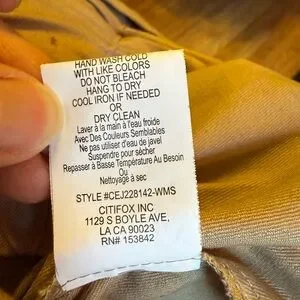 HAND WASH COLD
WITH LIKE COLORS
DO NOT BLEACH
HANG TO DRY
COOL IRON IF NEEDED
OR
DRY CLEAN
Laver à la main à l'eau froide
Avec Des Couleurs Semblables
Ne pas utiliser d'eau de javel
Suspendre pour sécher
Repasser à Basse Température Au Besoin
Ou
Nettoyage à sec
STYLE #CEJ228142-WMS
CITIFOX INC
1129 S BOYLE AVE,
LA CA 90023
RN# 153842